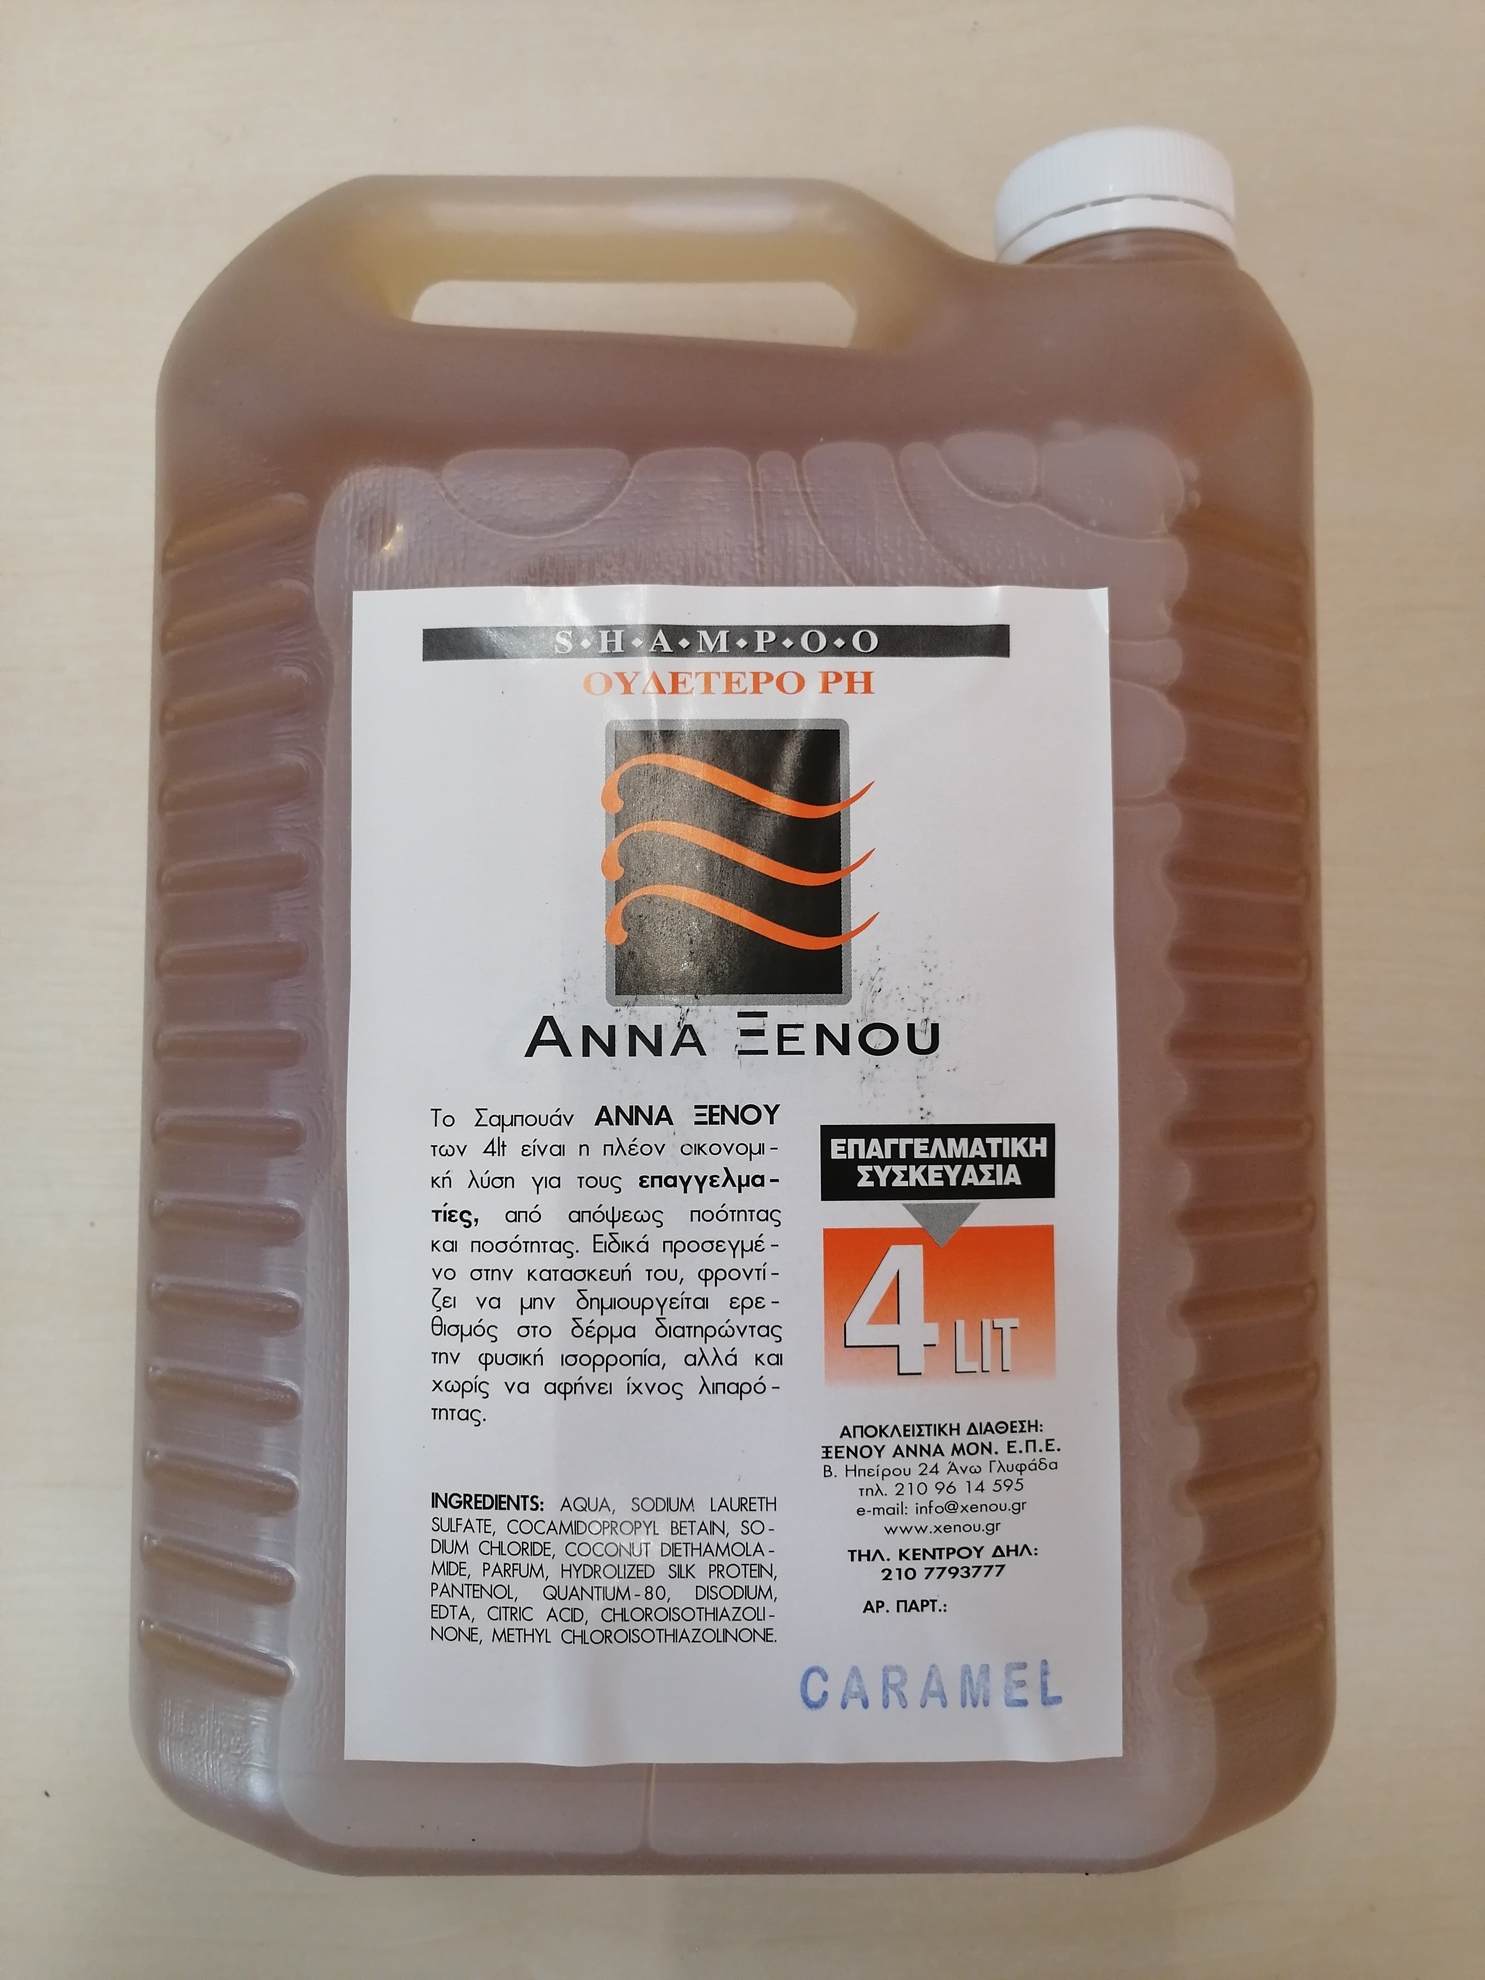 S•H•A•M•P•O•O
ΟΥΔΕΤΕΡΟ PH
ANNA ΞENOU
Το Σαμπουάν ΑΝΝΑ ΞΕΝΟΥ
των 4lt είναι η πλέον οικονομι-
κή λύση για τους επαγγελμα-
τίες, από απόψεως ποότητας
και ποσότητας. Ειδικά προσεγμέ-
νο στην κατασκευή του, φροντί-
ζει να μην δημιουργείται ερε-
θισμός στο δέρμα διατηρώντας
την φυσική ισορροπία, αλλά και
χωρίς να αφήνει ίχνος λιπαρό-
τητας.
INGREDIENTS: AQUA, SODIUM LAURETH
SULFATE, COCAMIDOPROPYL BETAIN, SO-
DIUM CHLORIDE, COCONUT DIETHAMOLA-
MIDE, PARFUM, HYDROLIZED SILK PROTEIN,
PANTENOL, QUANTIUM-80, DISODIUM,
EDTA, CITRIC ACID, CHLOROISOTHIAZOLI-
NONE, METHYL CHLOROISOTHIAZOLINONE.
ΕΠΑΓΓΕΛΜΑΤΙΚΗ
ΣΥΣΚΕΥΑΣΙΑ
4 LIT
ΑΠΟΚΛΕΙΣΤΙΚΗ ΔΙΑΘΕΣΗ:
ΞΕΝΟΥ ΑΝΝΑ ΜΟΝ. Ε.Π.Ε.
Β. Ηπείρου 24 Άνω Γλυφάδα
τηλ. 210 96 14 595
e-mail: info@xenou.gr
www.xenou.gr
ΤΗΛ. ΚΕΝΤΡΟΥ ΔΗΛ:
210 7793777
ΑΡ. ΠΑΡΤ.:
CARAMEL